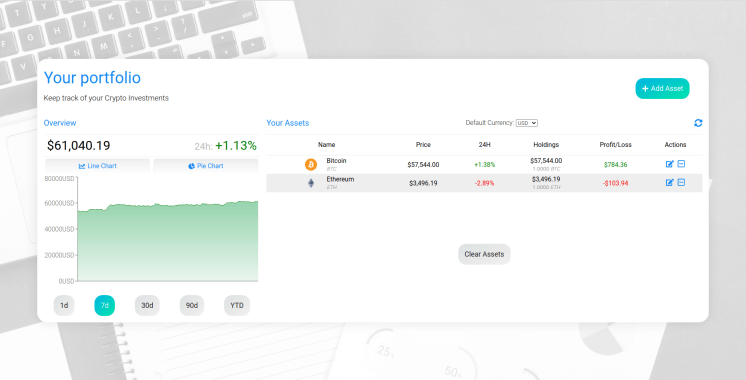 Your portfolio
Keep track of your Crypto Investments
+ Add Asset
Overview
$61,040.19
24h: +1.13%
Line Chart
Pie Chart
80000USD
60000USD
40000USD
20000USD
0USD
1d
7d
30d
90d
YTD
Your Assets
Default Currency: USD
Name Price 24H Holdings Profit/Loss Actions
Bitcoin $57,544.00 +1.38% $57,544.00 $784.36
BTC 1.0000 BTC
Ethereum $3,496.19 -2.89% $3,496.19 -$103.94
ETH 1.0000 ETH
Clear Assets
25
50